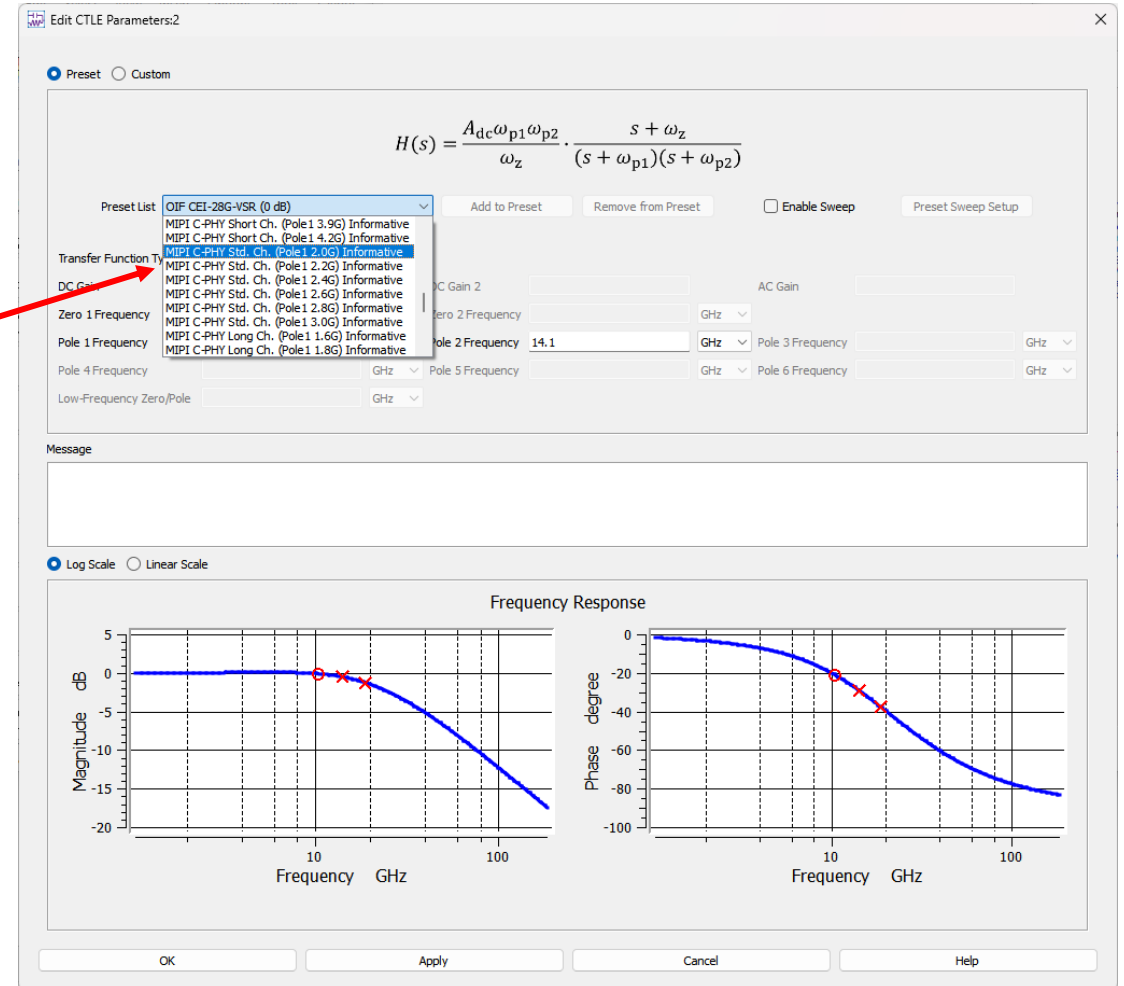 Edit CTLE Parameters:2
Preset Custom
H(s) = A_dc ω_p1 ω_p2 / ω_z · (s + ω_z) / ((s + ω_p1)(s + ω_p2))
Preset List OIF CEI-28G-VSR (0 dB) Add to Preset Remove from Preset Enable Sweep Preset Sweep Setup
MIPI C-PHY Short Ch. (Pole1 3.9G) Informative
MIPI C-PHY Short Ch. (Pole1 4.2G) Informative
MIPI C-PHY Std. Ch. (Pole1 2.0G) Informative
MIPI C-PHY Std. Ch. (Pole1 2.2G) Informative
MIPI C-PHY Std. Ch. (Pole1 2.4G) Informative
MIPI C-PHY Std. Ch. (Pole1 2.6G) Informative
MIPI C-PHY Std. Ch. (Pole1 2.8G) Informative
MIPI C-PHY Std. Ch. (Pole1 3.0G) Informative
MIPI C-PHY Long Ch. (Pole1 1.6G) Informative
MIPI C-PHY Long Ch. (Pole1 1.8G) Informative
Transfer Function Ty
DC Gain DC Gain 2 AC Gain
Zero 1 Frequency Zero 2 Frequency GHz
Pole 1 Frequency Pole 2 Frequency 14.1 GHz Pole 3 Frequency GHz
Pole 4 Frequency GHz Pole 5 Frequency GHz Pole 6 Frequency GHz
Low-Frequency Zero/Pole GHz
Message
Log Scale Linear Scale
Frequency Response
5
0
-5
-10
-15
-20
Magnitude dB
10 100
Frequency GHz
0
-20
-40
-60
-80
-100
Phase degree
10 100
Frequency GHz
OK Apply Cancel Help